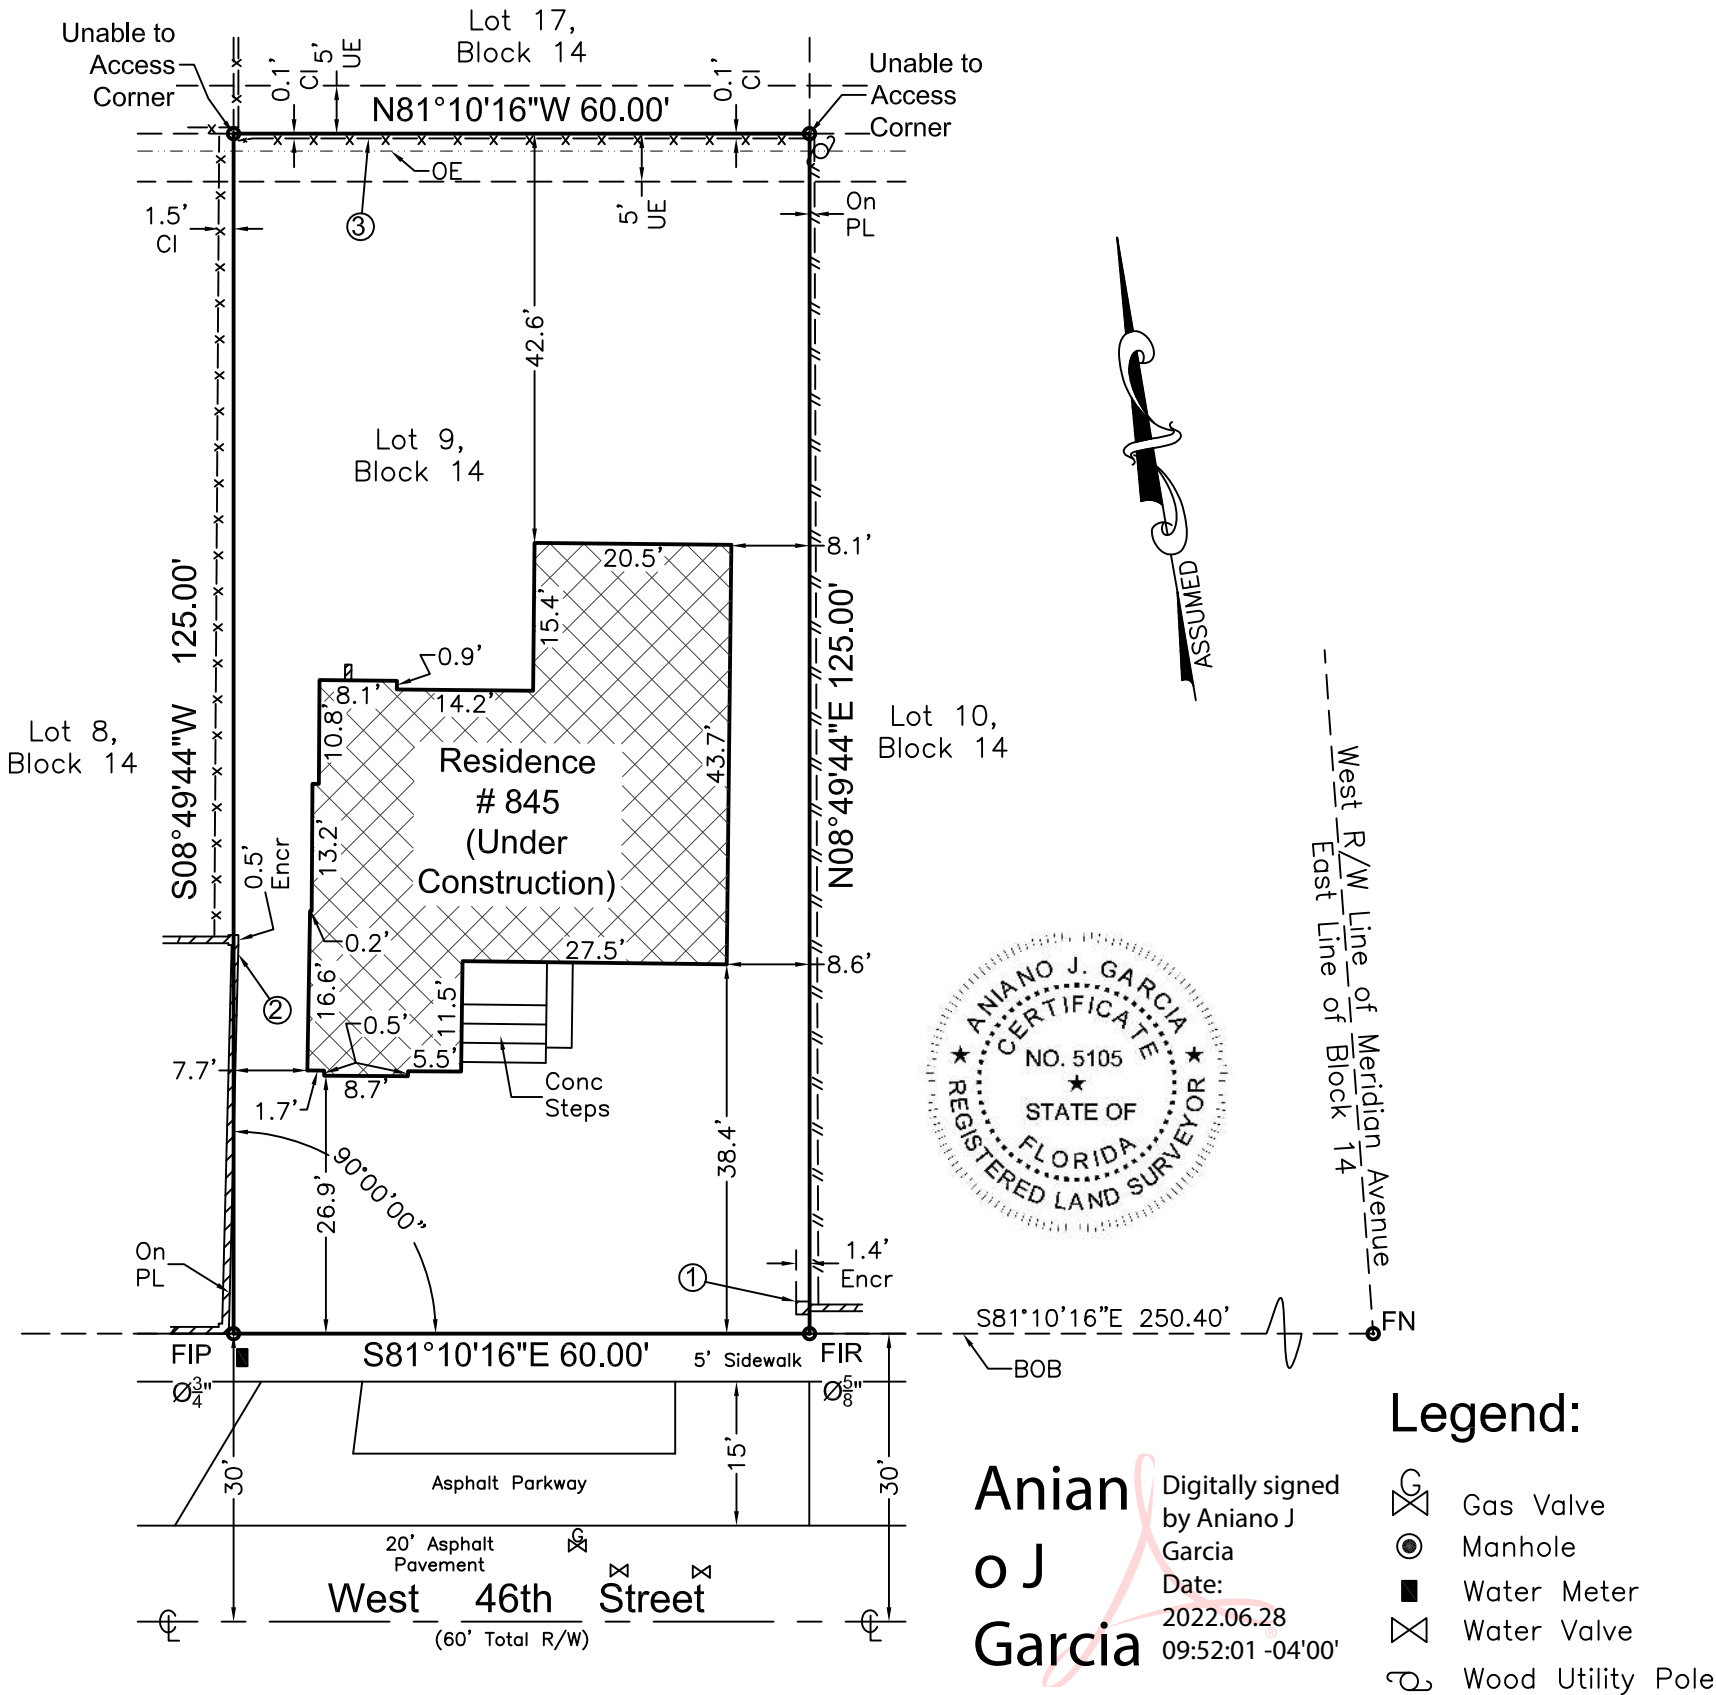 Lot 17,
Block 14
Unable to
Access
Corner
0.1'
CI
5'
UE
0.1'
CI
Unable to
Access
Corner
N81°10'16"W 60.00'
OE
3
5'
UE
On
PL
1.5'
CI
42.6'
Lot 9,
Block 14
ASSUMED
20.5'
8.1'
15.4'
S08°49'44"W 125.00'
N08°49'44"E 125.00'
0.9'
8.1'
14.2'
10.8'
43.7'
Lot 8,
Block 14
Lot 10,
Block 14
Residence
# 845
(Under
Construction)
13.2'
0.5'
Encr
0.2'
27.5'
8.6'
16.6'
2
0.5'
11.5'
5.5'
7.7'
8.7'
1.7'
Conc
Steps
90°00'00"
26.9'
38.4'
On
PL
1
1.4'
Encr
West R/W Line of Meridian Avenue
East Line of Block 14
ANIANO J. GARCIA
CERTIFICATE
NO. 5105
STATE OF
FLORIDA
REGISTERED LAND SURVEYOR
S81°10'16"E 250.40'
FN
BOB
FIP
Ø3/4"
S81°10'16"E 60.00'
5' Sidewalk
FIR
Ø5/8"
30'
15'
30'
Asphalt Parkway
20' Asphalt
Pavement
G
West 46th Street
(60' Total R/W)
CL
CL
Anian
o J
Garcia
Digitally signed
by Aniano J
Garcia
Date:
2022.06.28
09:52:01 -04'00'
®
Legend:
G
Gas Valve
Manhole
Water Meter
Water Valve
Wood Utility Pole